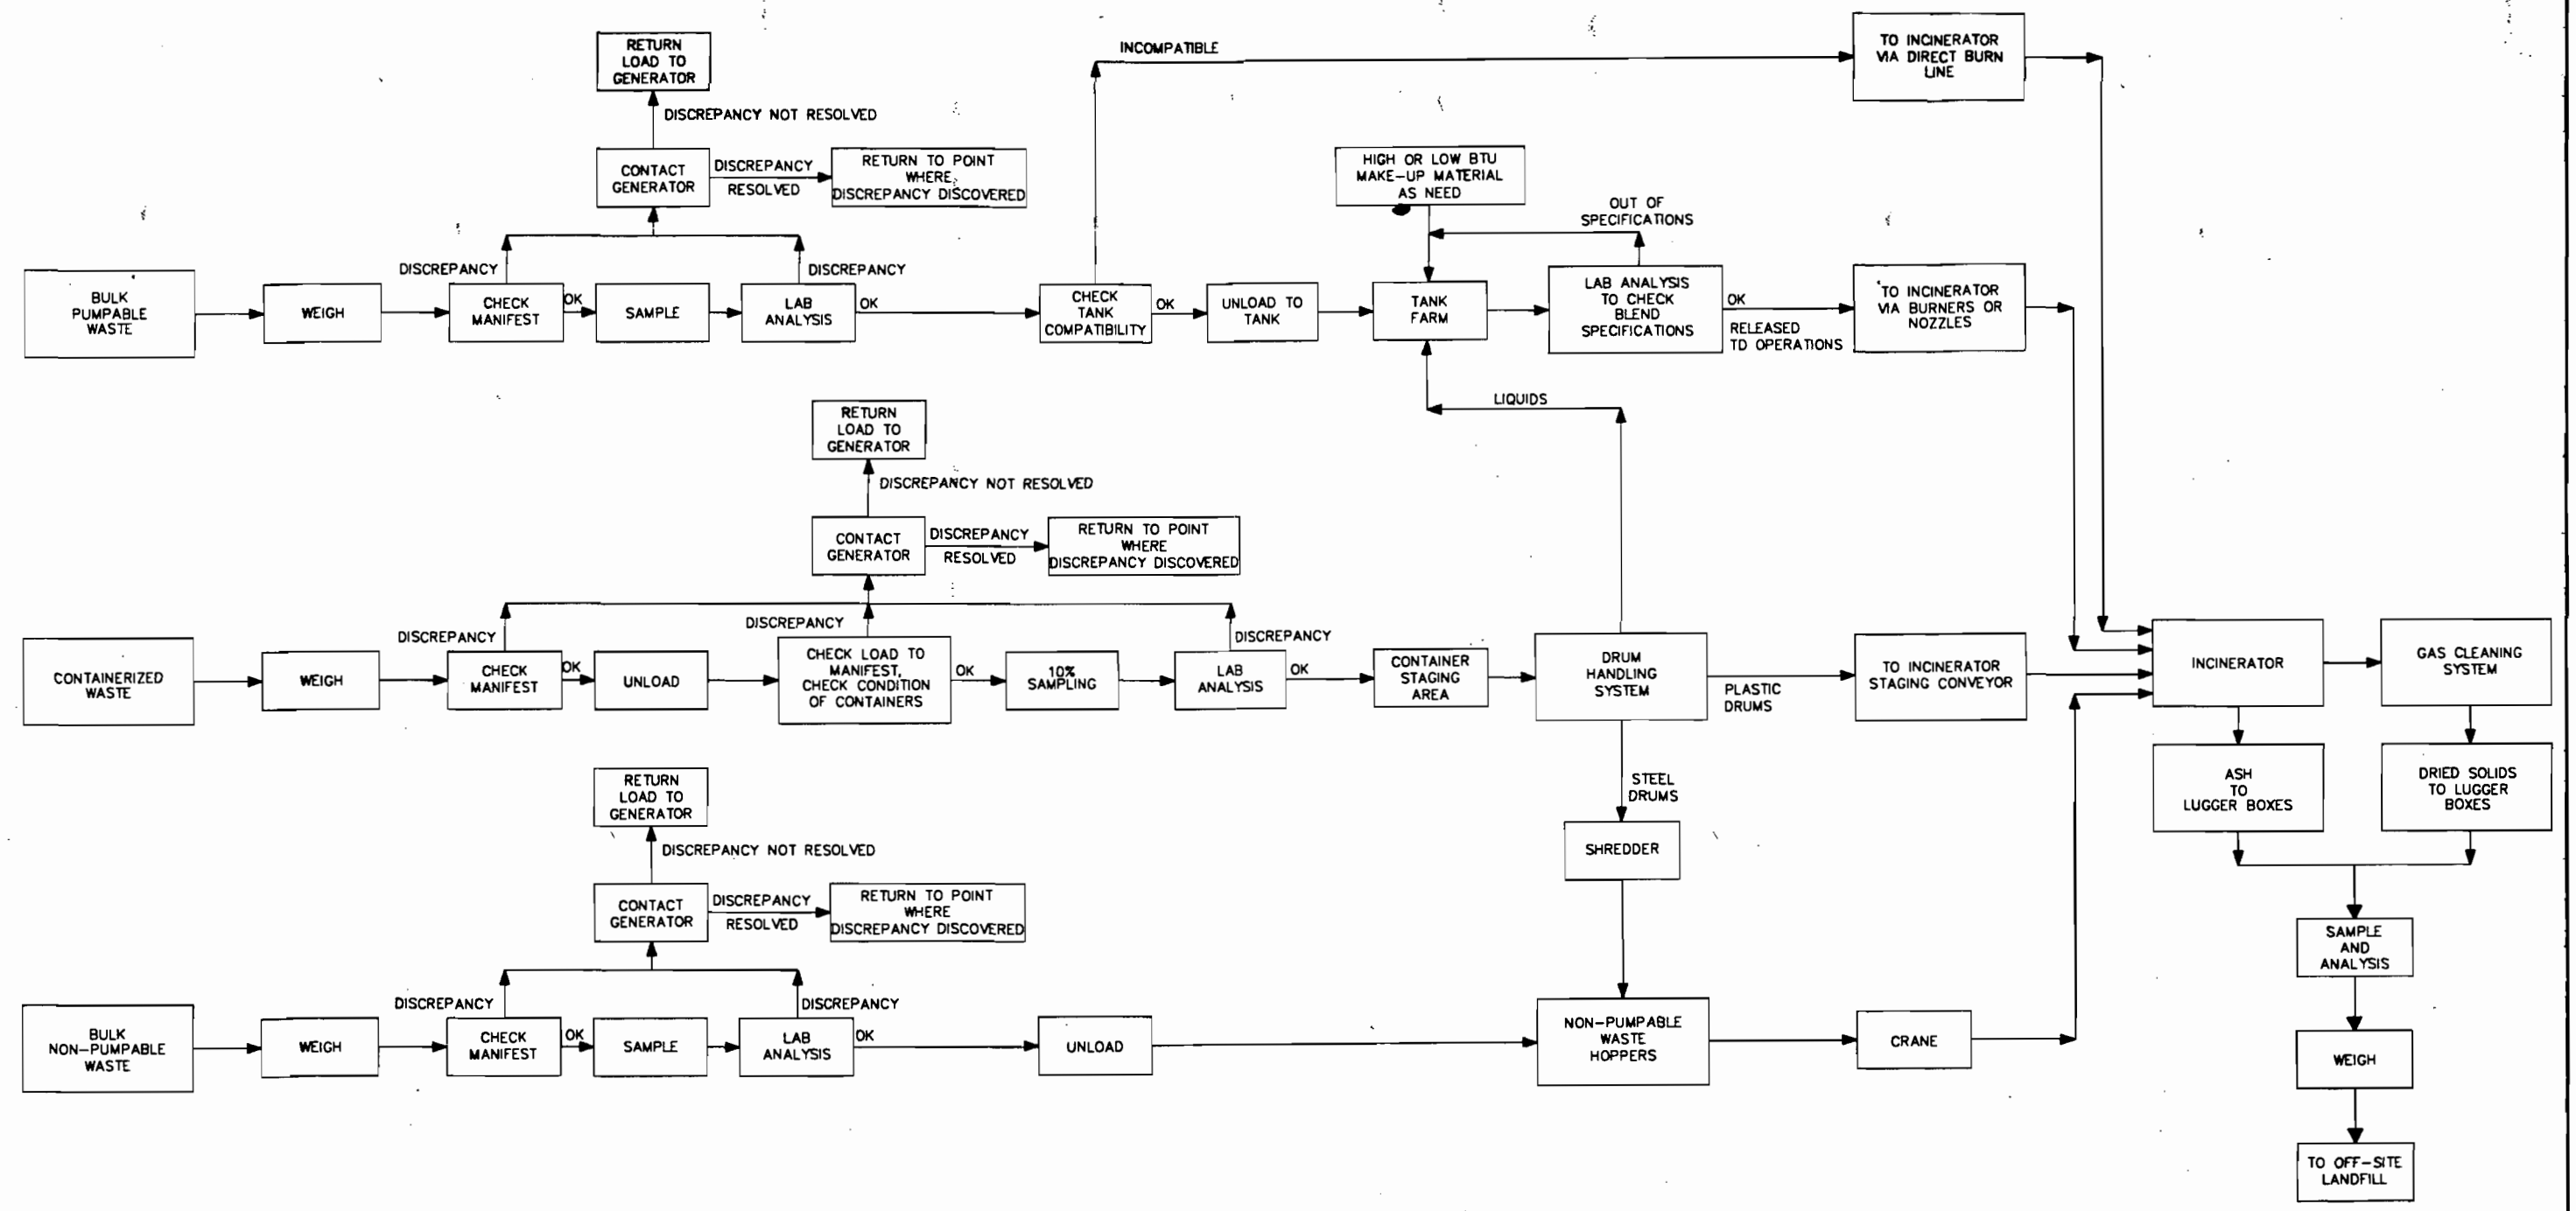 RETURN
LOAD TO
GENERATOR
DISCREPANCY NOT RESOLVED
CONTACT
GENERATOR
DISCREPANCY
RESOLVED
RETURN TO POINT
WHERE
DISCREPANCY DISCOVERED
INCOMPATIBLE
TO INCINERATOR
VIA DIRECT BURN
LINE
HIGH OR LOW BTU
MAKE-UP MATERIAL
AS NEED
OUT OF
SPECIFICATIONS
BULK
PUMPABLE
WASTE
WEIGH
DISCREPANCY
CHECK
MANIFEST
OK
SAMPLE
DISCREPANCY
LAB
ANALYSIS
OK
CHECK
TANK
COMPATIBILITY
OK
UNLOAD TO
TANK
TANK
FARM
LAB ANALYSIS
TO CHECK
BLEND
SPECIFICATIONS
OK
RELEASED
TO OPERATIONS
TO INCINERATOR
VIA BURNERS OR
NOZZLES
LIQUIDS
RETURN
LOAD TO
GENERATOR
DISCREPANCY NOT RESOLVED
CONTACT
GENERATOR
DISCREPANCY
RESOLVED
RETURN TO POINT
WHERE
DISCREPANCY DISCOVERED
CONTAINERIZED
WASTE
WEIGH
DISCREPANCY
CHECK
MANIFEST
OK
UNLOAD
DISCREPANCY
CHECK LOAD TO
MANIFEST,
CHECK CONDITION
OF CONTAINERS
OK
10%
SAMPLING
DISCREPANCY
LAB
ANALYSIS
OK
CONTAINER
STAGING
AREA
DRUM
HANDLING
SYSTEM
PLASTIC
DRUMS
TO INCINERATOR
STAGING CONVEYOR
INCINERATOR
GAS CLEANING
SYSTEM
ASH
TO
LUGGER BOXES
DRIED SOLIDS
TO LUGGER
BOXES
STEEL
DRUMS
SHREDDER
RETURN
LOAD TO
GENERATOR
DISCREPANCY NOT RESOLVED
CONTACT
GENERATOR
DISCREPANCY
RESOLVED
RETURN TO POINT
WHERE
DISCREPANCY DISCOVERED
BULK
NON-PUMPABLE
WASTE
WEIGH
DISCREPANCY
CHECK
MANIFEST
OK
SAMPLE
DISCREPANCY
LAB
ANALYSIS
OK
UNLOAD
NON-PUMPABLE
WASTE
HOPPERS
CRANE
SAMPLE
AND
ANALYSIS
WEIGH
TO OFF-SITE
LANDFILL